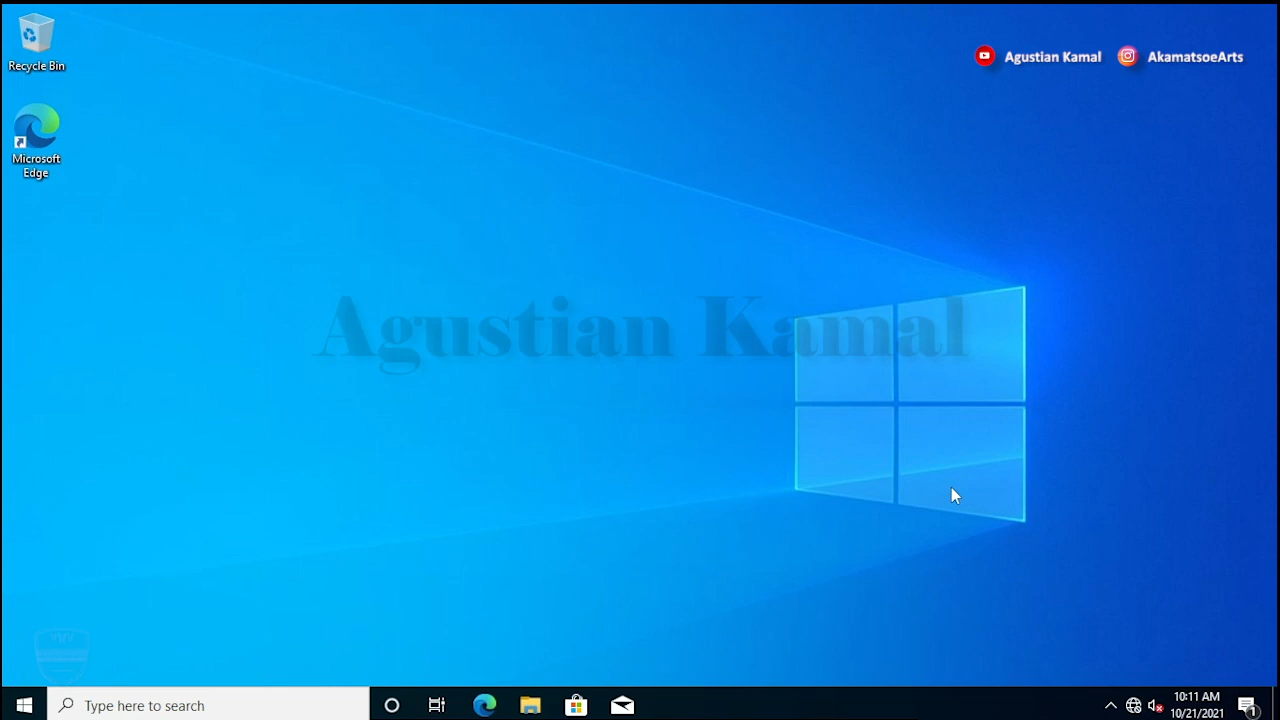 Recycle Bin
Agustian Kamal
AkamatsoeArts
Microsoft
Edge
Agustian Kamal
Type here to search
10:11 AM
10/21/2021
1